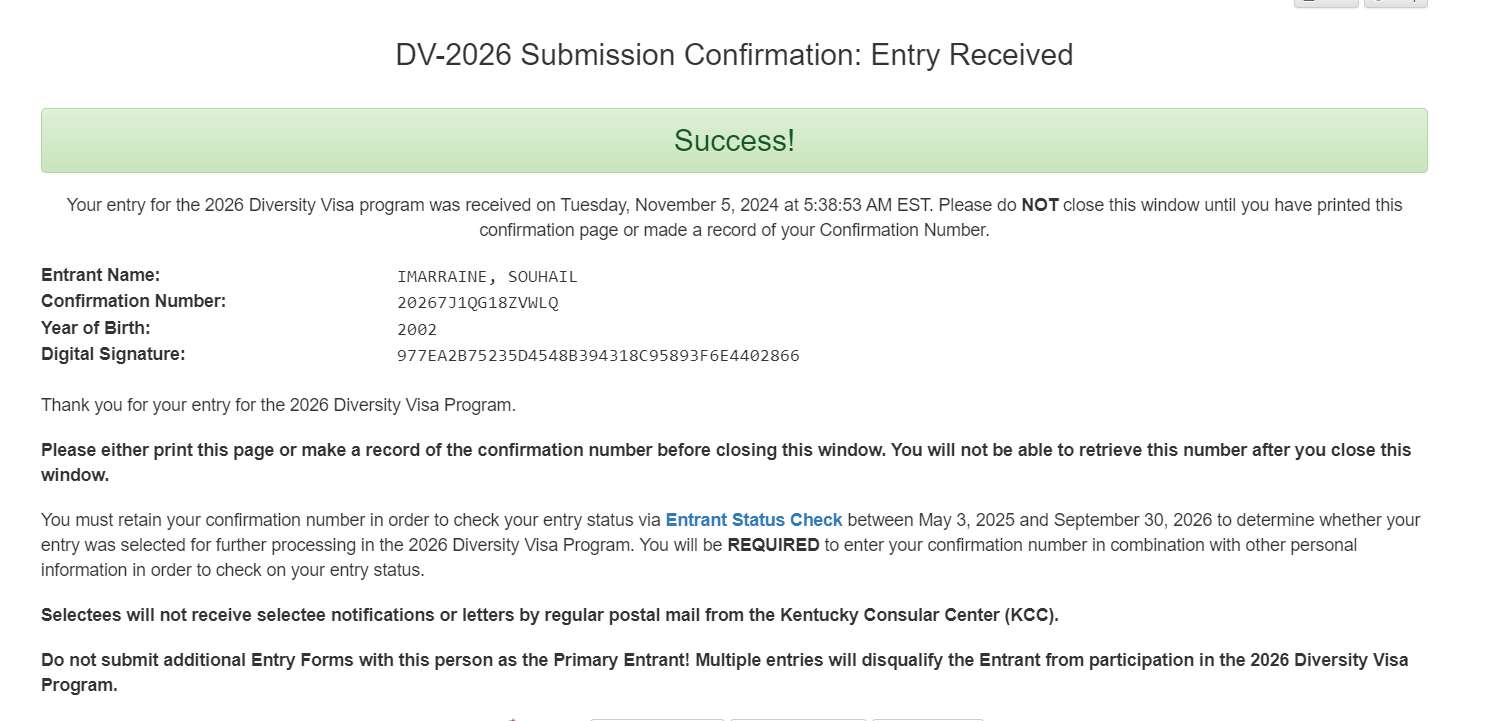 DV-2026 Submission Confirmation: Entry Received
Success!
Your entry for the 2026 Diversity Visa program was received on Tuesday, November 5, 2024 at 5:38:53 AM EST. Please do NOT close this window until you have printed this
confirmation page or made a record of your Confirmation Number.
Entrant Name: IMARRAINE, SOUHAIL
Confirmation Number: 20267J1QG18ZVWLQ
Year of Birth: 2002
Digital Signature: 977EA2B75235D4548B394318C95893F6E4402866
Thank you for your entry for the 2026 Diversity Visa Program.
Please either print this page or make a record of the confirmation number before closing this window. You will not be able to retrieve this number after you close this
window.
You must retain your confirmation number in order to check your entry status via Entrant Status Check between May 3, 2025 and September 30, 2026 to determine whether your
entry was selected for further processing in the 2026 Diversity Visa Program. You will be REQUIRED to enter your confirmation number in combination with other personal
information in order to check on your entry status.
Selectees will not receive selectee notifications or letters by regular postal mail from the Kentucky Consular Center (KCC).
Do not submit additional Entry Forms with this person as the Primary Entrant! Multiple entries will disqualify the Entrant from participation in the 2026 Diversity Visa
Program.